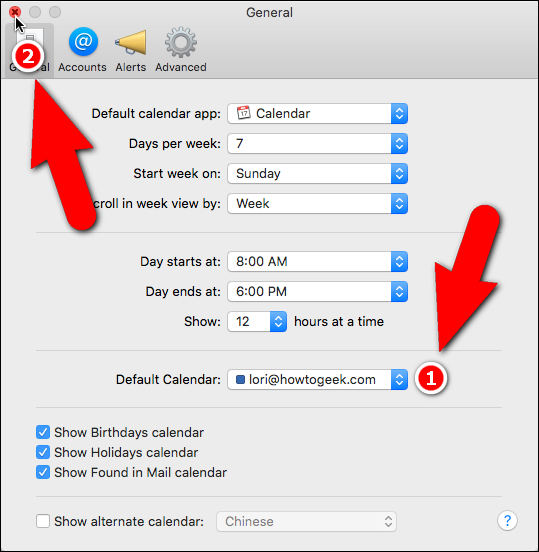 General
2
G al Accounts Alerts Advanced
Default calendar app: 17 Calendar
Days per week: 7
Start week on: Sunday
croll in week view by: Week
Day starts at: 8:00 AM
Day ends at: 6:00 PM
Show: 12 hours at a time
Default Calendar: lori@howtogeek.com 1
Show Birthdays calendar
Show Holidays calendar
Show Found in Mail calendar
Show alternate calendar: Chinese ?